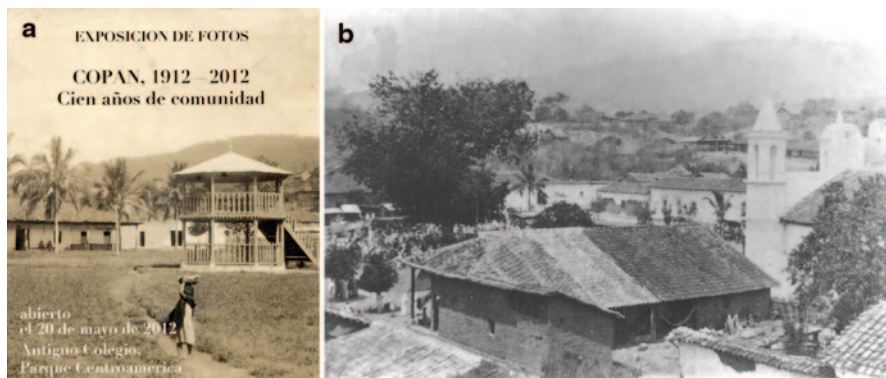 a
EXPOSICION DE FOTOS
COPAN, 1912 – 2012
Cien años de comunidad
abierto
el 20 de mayo de 2012
Antiguo Colegio,
Parque Centroamerica
b